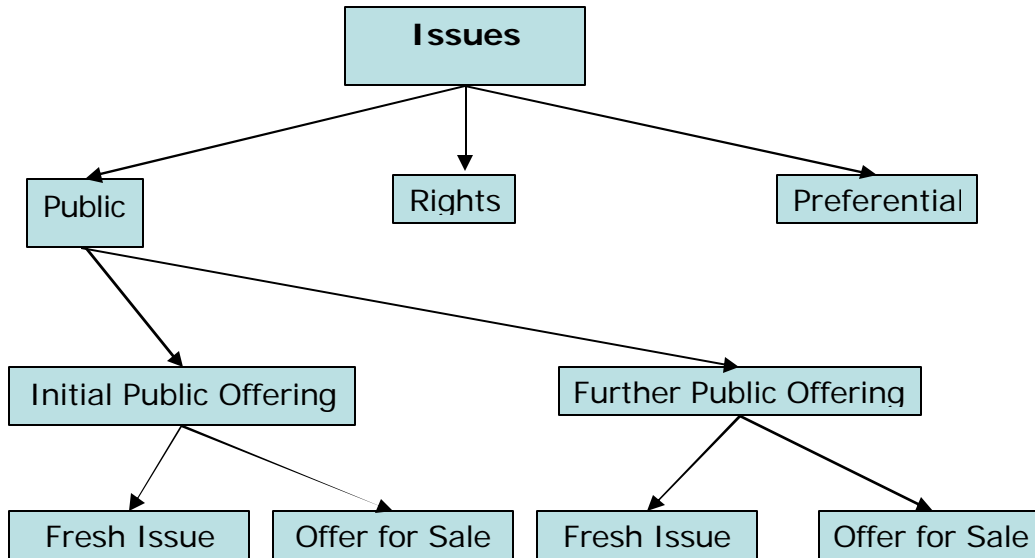 Issues
Public
Rights
Preferential
Initial Public Offering
Further Public Offering
Fresh Issue
Offer for Sale
Fresh Issue
Offer for Sale